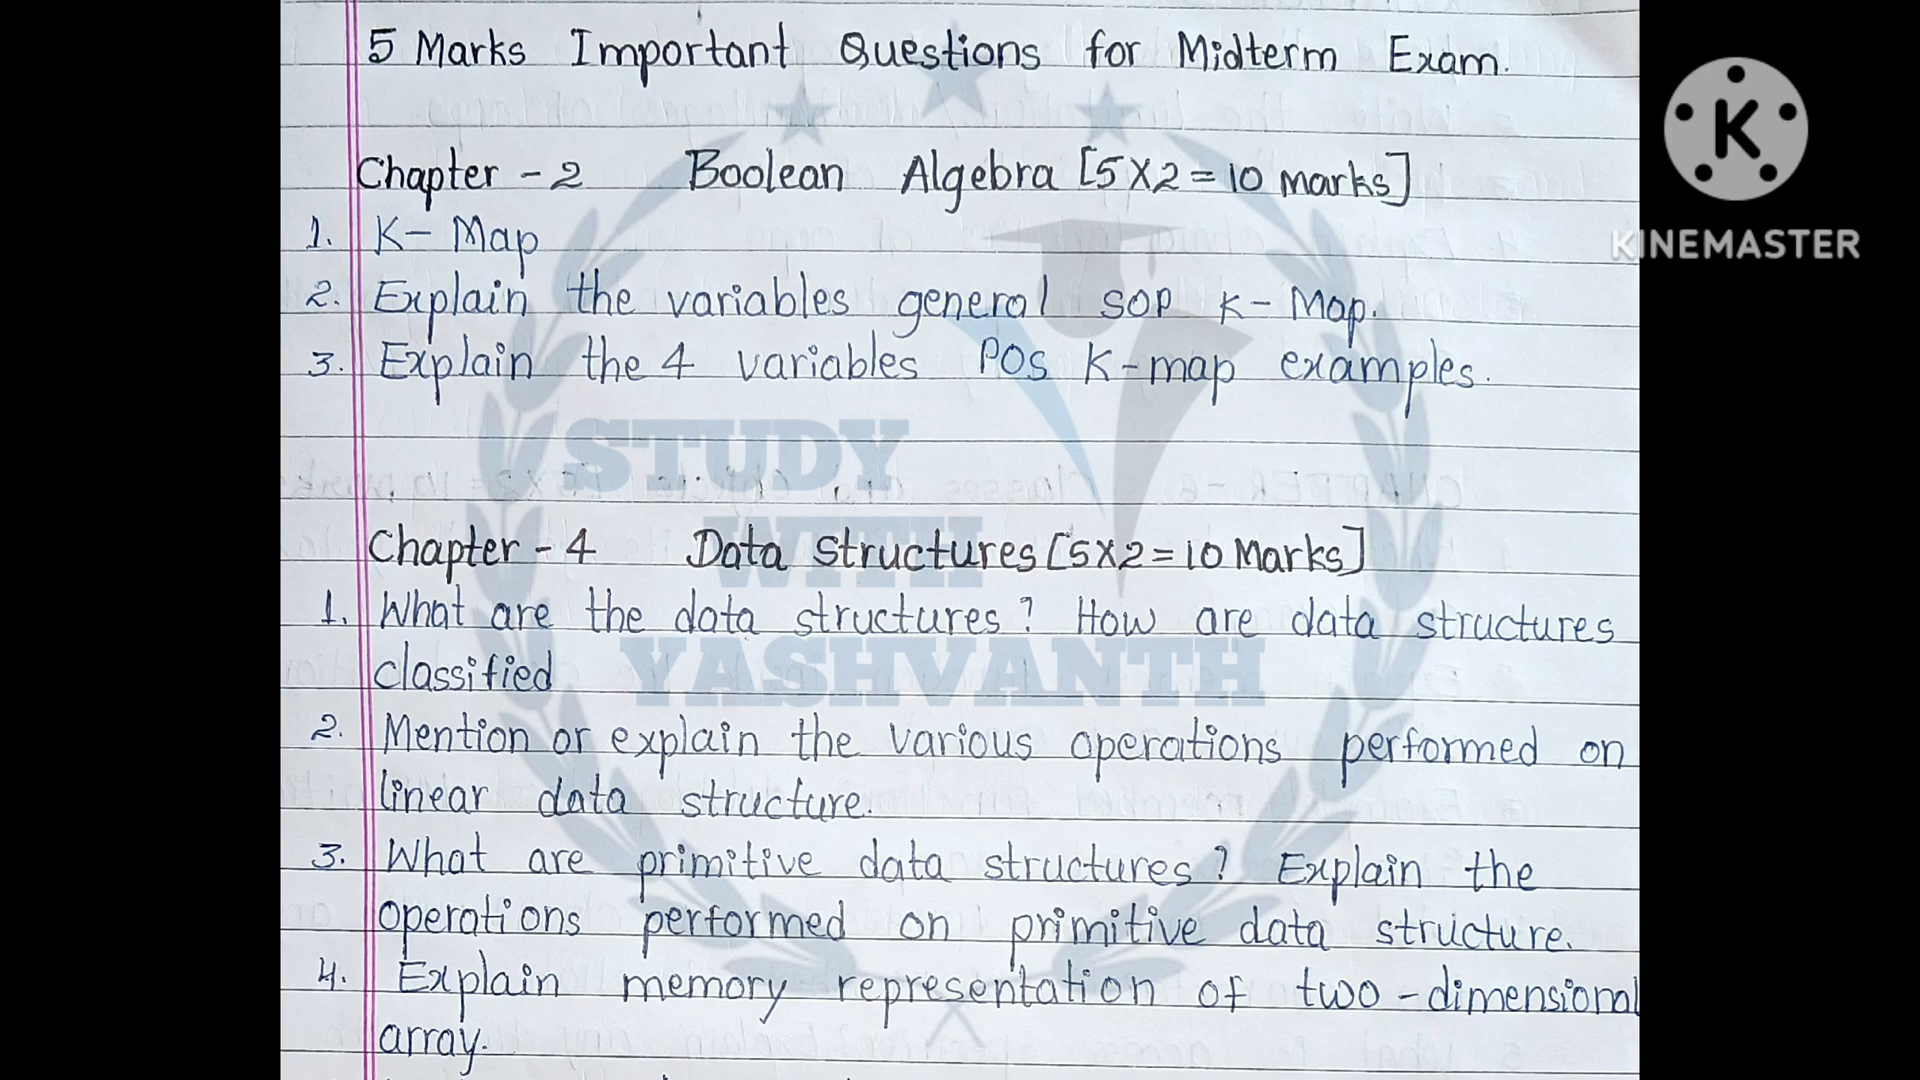 5 Marks Important Questions for Midterm Exam.
Chapter - 2 Boolean Algebra [5X2=10 marks]
1. K- Map
2. Explain the variables general SOP K- Map.
3. Explain the 4 variables POS K-map examples.
Chapter - 4 Data structures [5X2=10 Marks]
1. What are the data structures? How are data structures
classified
2. Mention or explain the various operations performed on
linear data structure.
3. What are primitive data structures? Explain the
operations performed on primitive data structure.
4. Explain memory representation of two-dimensional
array.
STUDY
WITH
YASHVANTH
K
KINEMASTER